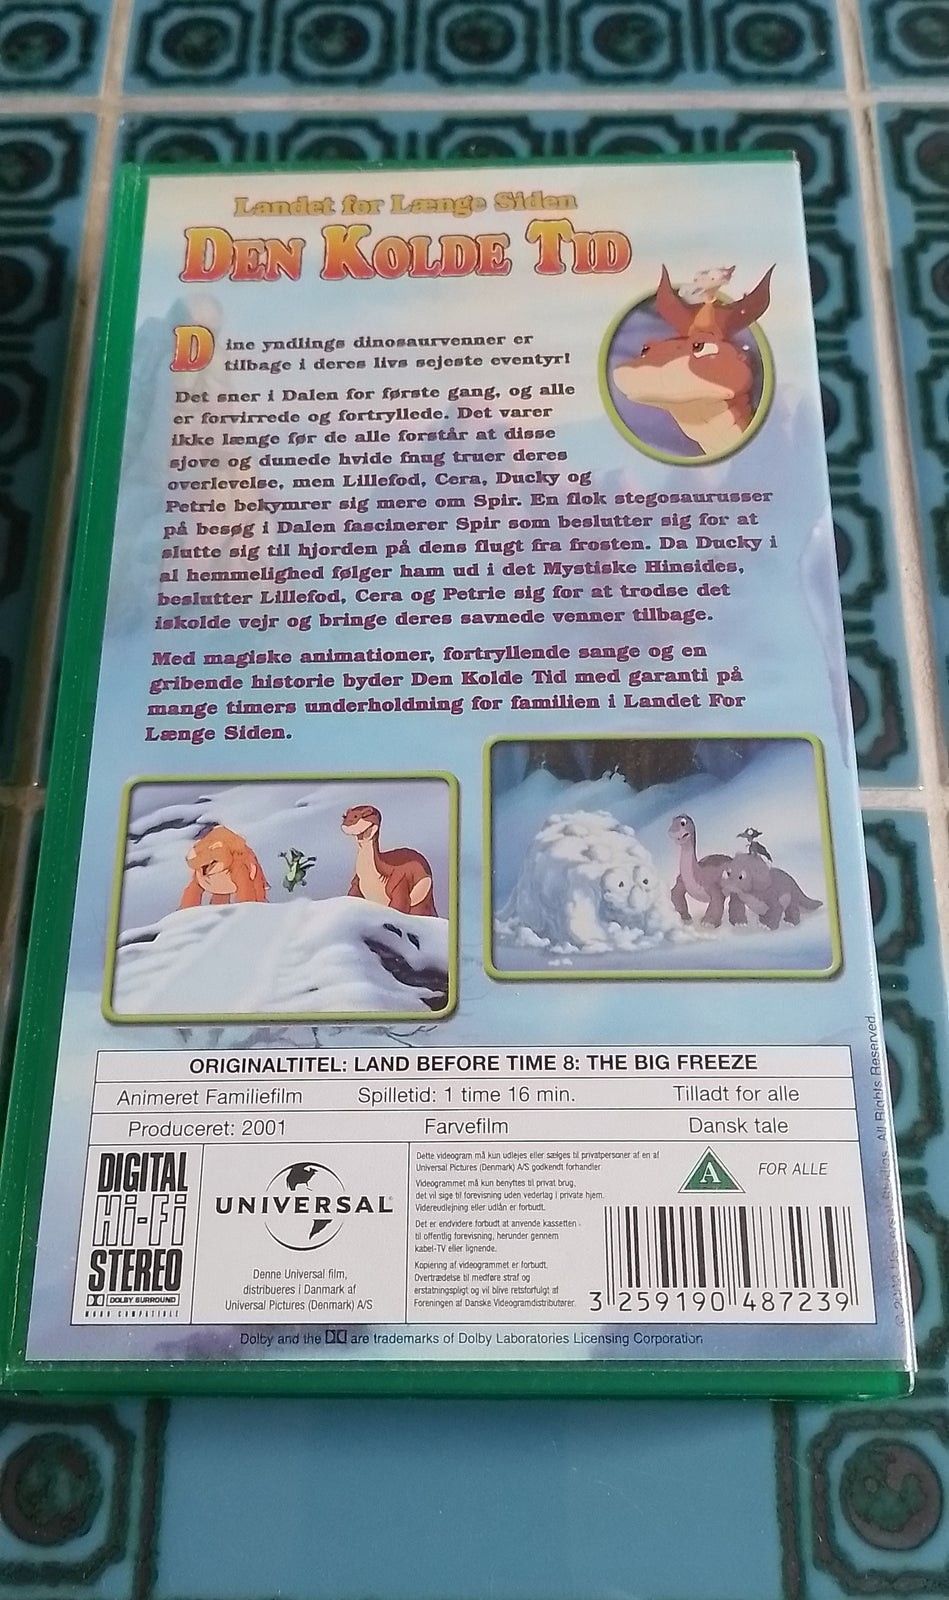 Landet for Længe Siden
DEN KOLDE TID
Dine yndlings dinosaurvenner er
tilbage i deres livs sejeste eventyr!
Det sner i Dalen for første gang, og alle
er forvirrede og fortryllede. Det varer
ikke længe før de alle forstår at disse
sjove og dunede hvide fnug truer deres
overlevelse, men Lillefod, Cera, Ducky og
Petrie bekymrer sig mere om Spir. En flok stegosaurusser
på besøg i Dalen fascinerer Spir som beslutter sig for at
slutte sig til hjorden på dens flugt fra frosten. Da Ducky i
al hemmelighed følger ham ud i det Mystiske Hinsides,
beslutter Lillefod, Cera og Petrie sig for at trodse det
iskolde vejr og bringe deres savnede venner tilbage.
Med magiske animationer, fortryllende sange og en
gribende historie byder Den Kolde Tid med garanti på
mange timers underholdning for familien i Landet For
Længe Siden.
ORIGINALTITEL: LAND BEFORE TIME 8: THE BIG FREEZE
Animeret Familiefilm Spilletid: 1 time 16 min. Tilladt for alle
Produceret: 2001 Farvefilm Dansk tale
DIGITAL
Hi-Fi
STEREO
DOLBY SURROUND
MONO COMPATIBLE
UNIVERSAL
Denne Universal film,
distribueres i Danmark af
Universal Pictures (Denmark) A/S
Dette videogram må kun udlejes eller sælges til privatpersoner af en af
Universal Pictures (Denmark) A/S godkendt forhandler.
Videogrammet må kun benyttes til privat brug,
det vil sige til forevisning uden vederlag i private hjem.
Videreudlejning eller udlån er forbudt.
Det er endvidere forbudt at anvende kassetten
til offentlig forevisning, herunder gennem
kabel-TV eller lignende.
Kopiering af videogrammet er forbudt.
Overtrædelse til medføre straf og
erstatningspligt og vil blive retsforfulgt af
Foreningen af Danske Videogramdistributører.
A FOR ALLE
3 259190 487239
Dolby and the DD are trademarks of Dolby Laboratories Licensing Corporation
Universal Studios. All Rights Reserved.